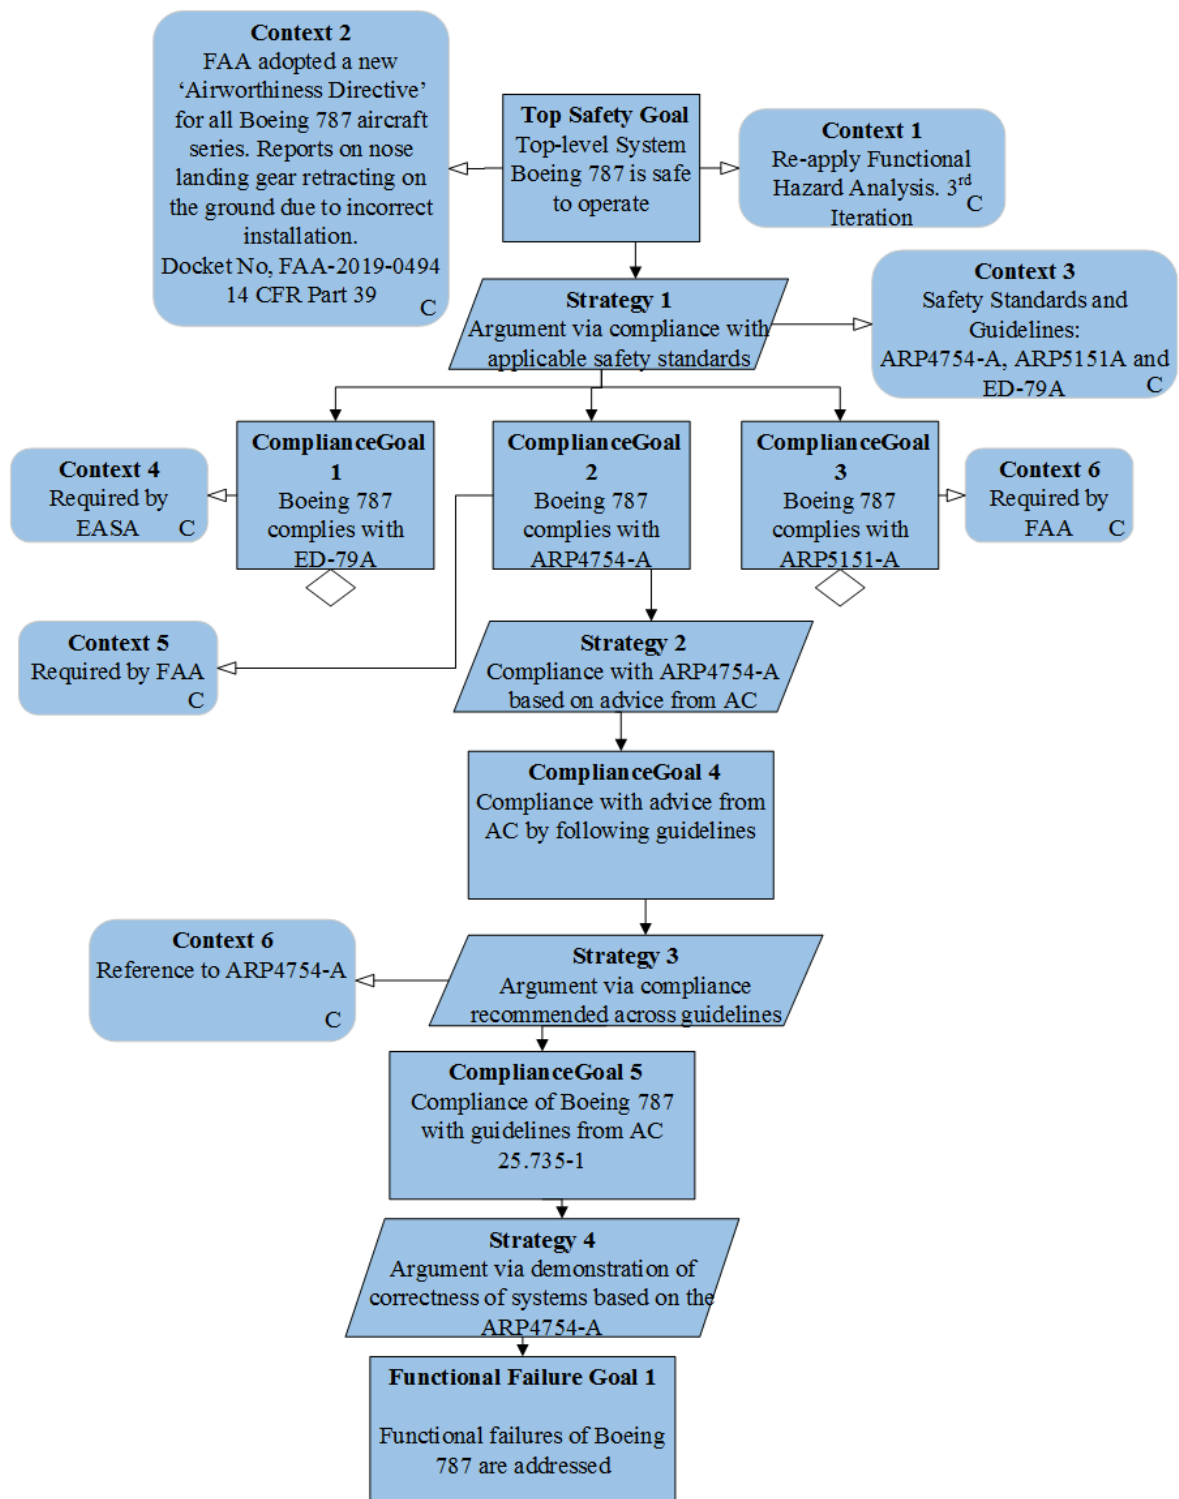 Context 2
FAA adopted a new
‘Airworthiness Directive’
for all Boeing 787 aircraft
series. Reports on nose
landing gear retracting on
the ground due to incorrect
installation.
Docket No, FAA-2019-0494
14 CFR Part 39
C
Top Safety Goal
Top-level System
Boeing 787 is safe
to operate
Context 1
Re-apply Functional
Hazard Analysis. 3rd
Iteration
C
Strategy 1
Argument via compliance with
applicable safety standards
Context 3
Safety Standards and
Guidelines:
ARP4754-A, ARP5151A and
ED-79A
C
Context 4
Required by
EASA
C
ComplianceGoal
1
Boeing 787
complies with
ED-79A
ComplianceGoal
2
Boeing 787
complies with
ARP4754-A
ComplianceGoal
3
Boeing 787
complies with
ARP5151-A
Context 6
Required by
FAA
C
Context 5
Required by FAA
C
Strategy 2
Compliance with ARP4754-A
based on advice from AC
ComplianceGoal 4
Compliance with advice from
AC by following guidelines
Context 6
Reference to ARP4754-A
C
Strategy 3
Argument via compliance
recommended across guidelines
ComplianceGoal 5
Compliance of Boeing 787
with guidelines from AC
25.735-1
Strategy 4
Argument via demonstration of
correctness of systems based on the
ARP4754-A
Functional Failure Goal 1
Functional failures of Boeing
787 are addressed